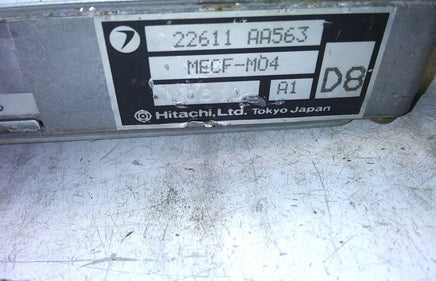 22611 AA563
MECF-M04
A1
D8
Hitachi, Ltd. Tokyo Japan